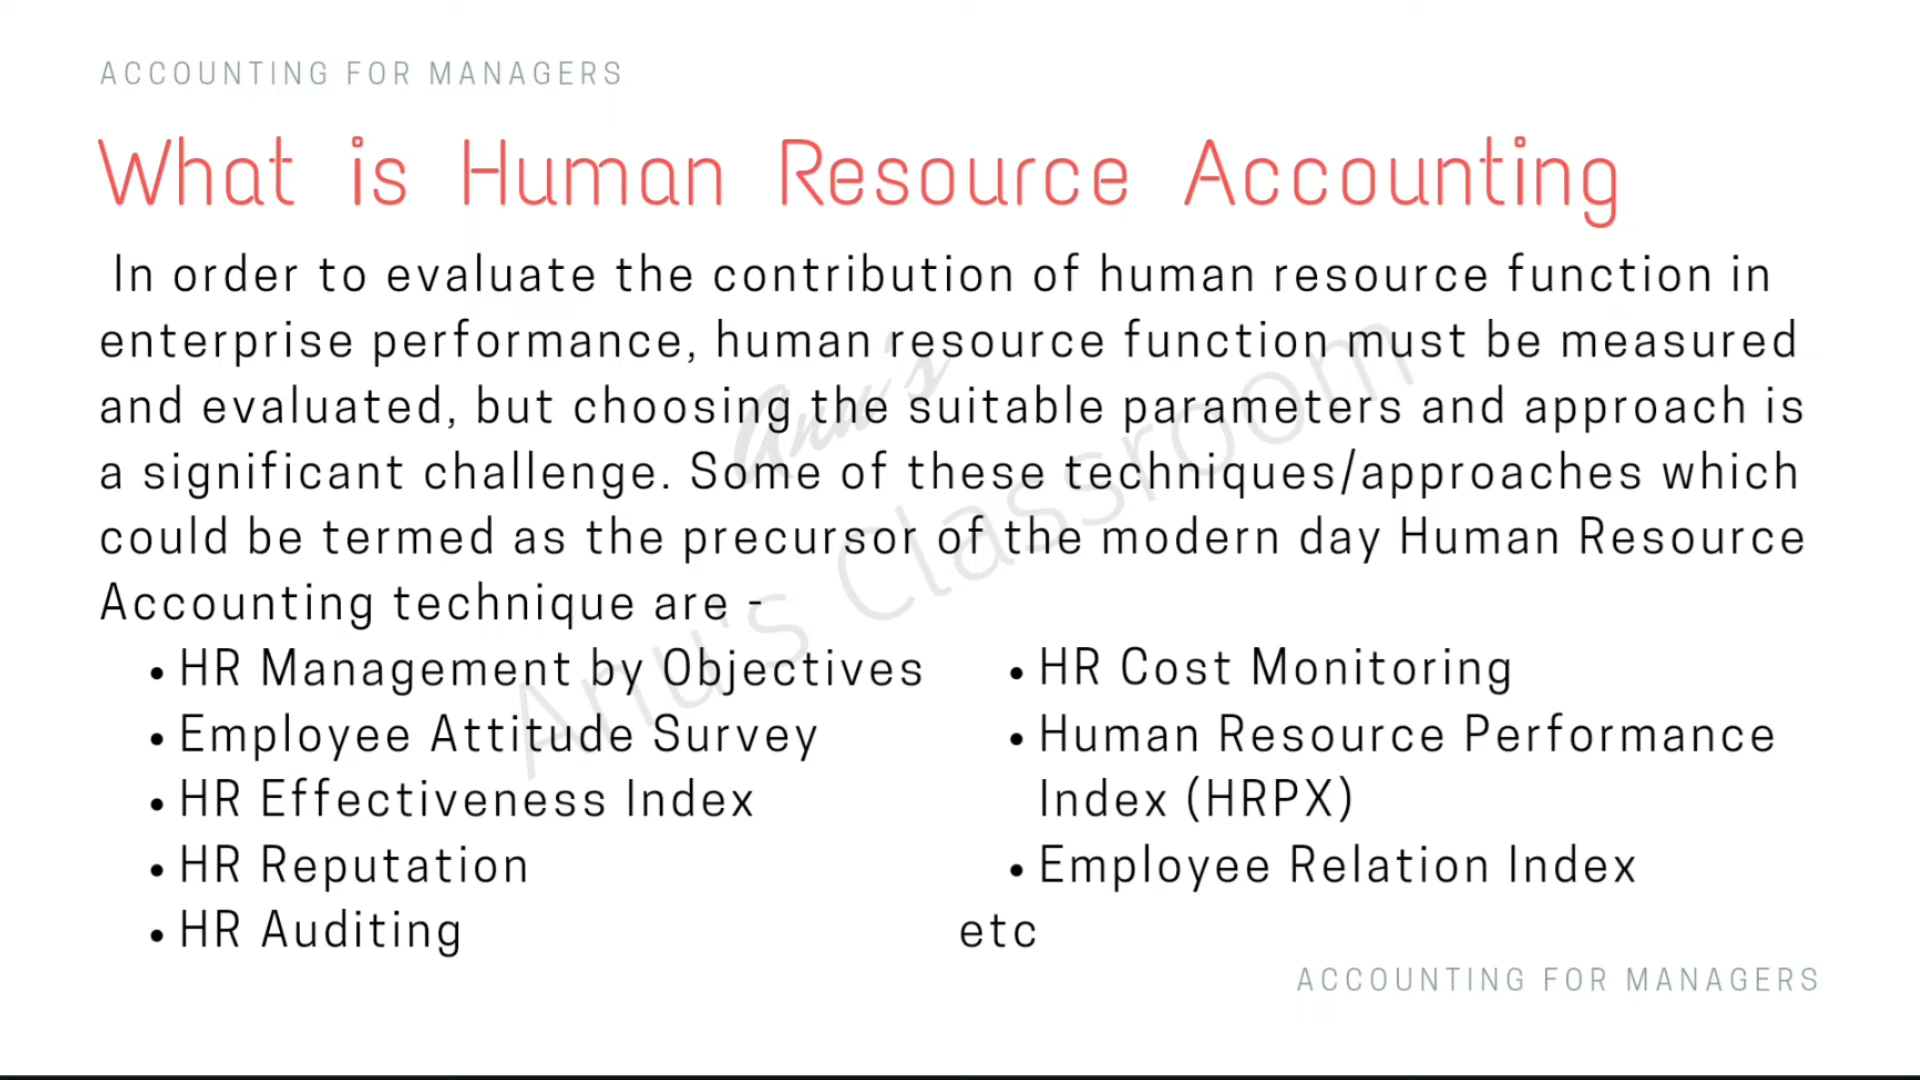 ACCOUNTING FOR MANAGERS
What is Human Resource Accounting
In order to evaluate the contribution of human resource function in
enterprise performance, human resource function must be measured
and evaluated, but choosing the suitable parameters and approach is
a significant challenge. Some of these techniques/approaches which
could be termed as the precursor of the modern day Human Resource
Accounting technique are -
• HR Management by Objectives
• Employee Attitude Survey
• HR Effectiveness Index
• HR Reputation
• HR Auditing
• HR Cost Monitoring
• Human Resource Performance
Index (HRPX)
• Employee Relation Index
etc
ACCOUNTING FOR MANAGERS
Anu's
Anu's Classroom